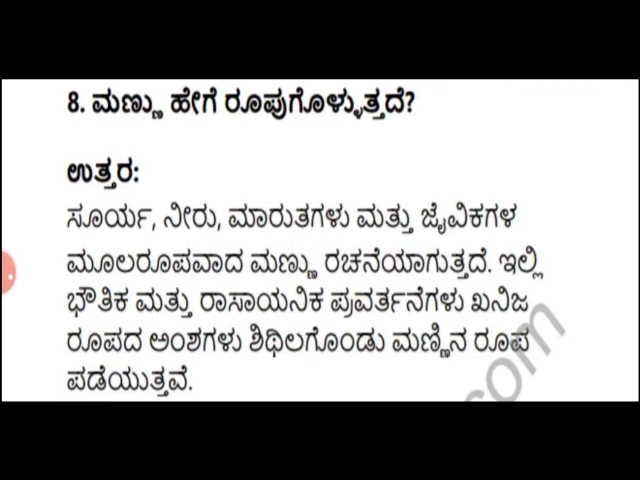 8. ಮಣ್ಣು ಹೇಗೆ ರೂಪುಗೊಳ್ಳುತ್ತದೆ?
ಉತ್ತರ:
ಸೂರ್ಯ, ನೀರು, ಮಾರುತಗಳು ಮತ್ತು ಜೈವಿಕಗಳ
ಮೂಲರೂಪವಾದ ಮಣ್ಣು ರಚನೆಯಾಗುತ್ತದೆ. ಇಲ್ಲಿ
ಭೌತಿಕ ಮತ್ತು ರಾಸಾಯನಿಕ ಪ್ರವರ್ತನೆಗಳು ಖನಿಜ
ರೂಪದ ಅಂಶಗಳು ಶಿಥಿಲಗೊಂಡು ಮಣ್ಣಿನ ರೂಪ
ಪಡೆಯುತ್ತವೆ.